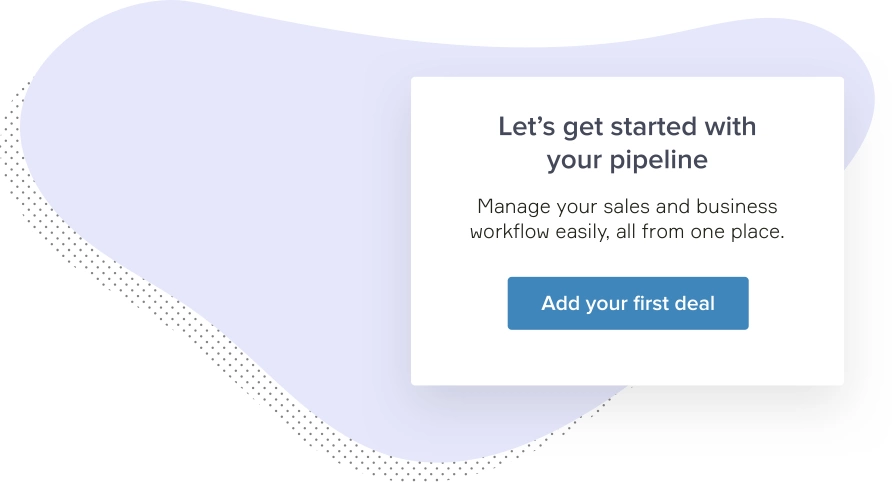 Let’s get started with
your pipeline
Manage your sales and business
workflow easily, all from one place.
Add your first deal